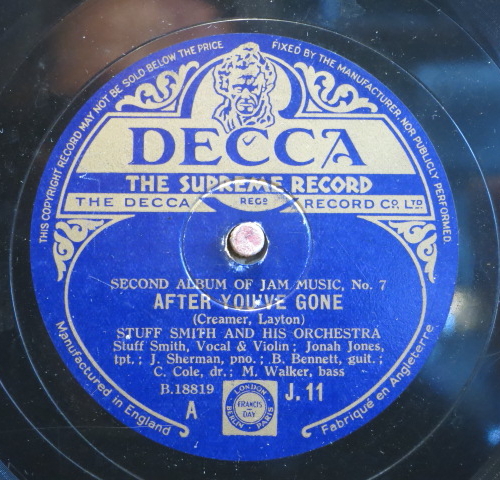 THIS COPYRIGHT RECORD MAY NOT BE SOLD BELOW THE PRICE FIXED BY THE MANUFACTURER, NOR PUBLICLY PERFORMED.
DECCA
THE SUPREME RECORD
THE DECCA REGD RECORD CO. LTD
SECOND ALBUM OF JAM MUSIC, No. 7
AFTER YOU'VE GONE
(Creamer, Layton)
STUFF SMITH AND HIS ORCHESTRA
Stuff Smith, Vocal & Violin; Jonah Jones,
tpt.; J. Sherman, pno.; B. Bennett, guit.;
C. Cole, dr.; M. Walker, bass
B.18819
A
J.11
LONDON
FRANCIS
DAY
BERLIN PARIS
Manufactured in England
Fabriqué en Angleterre